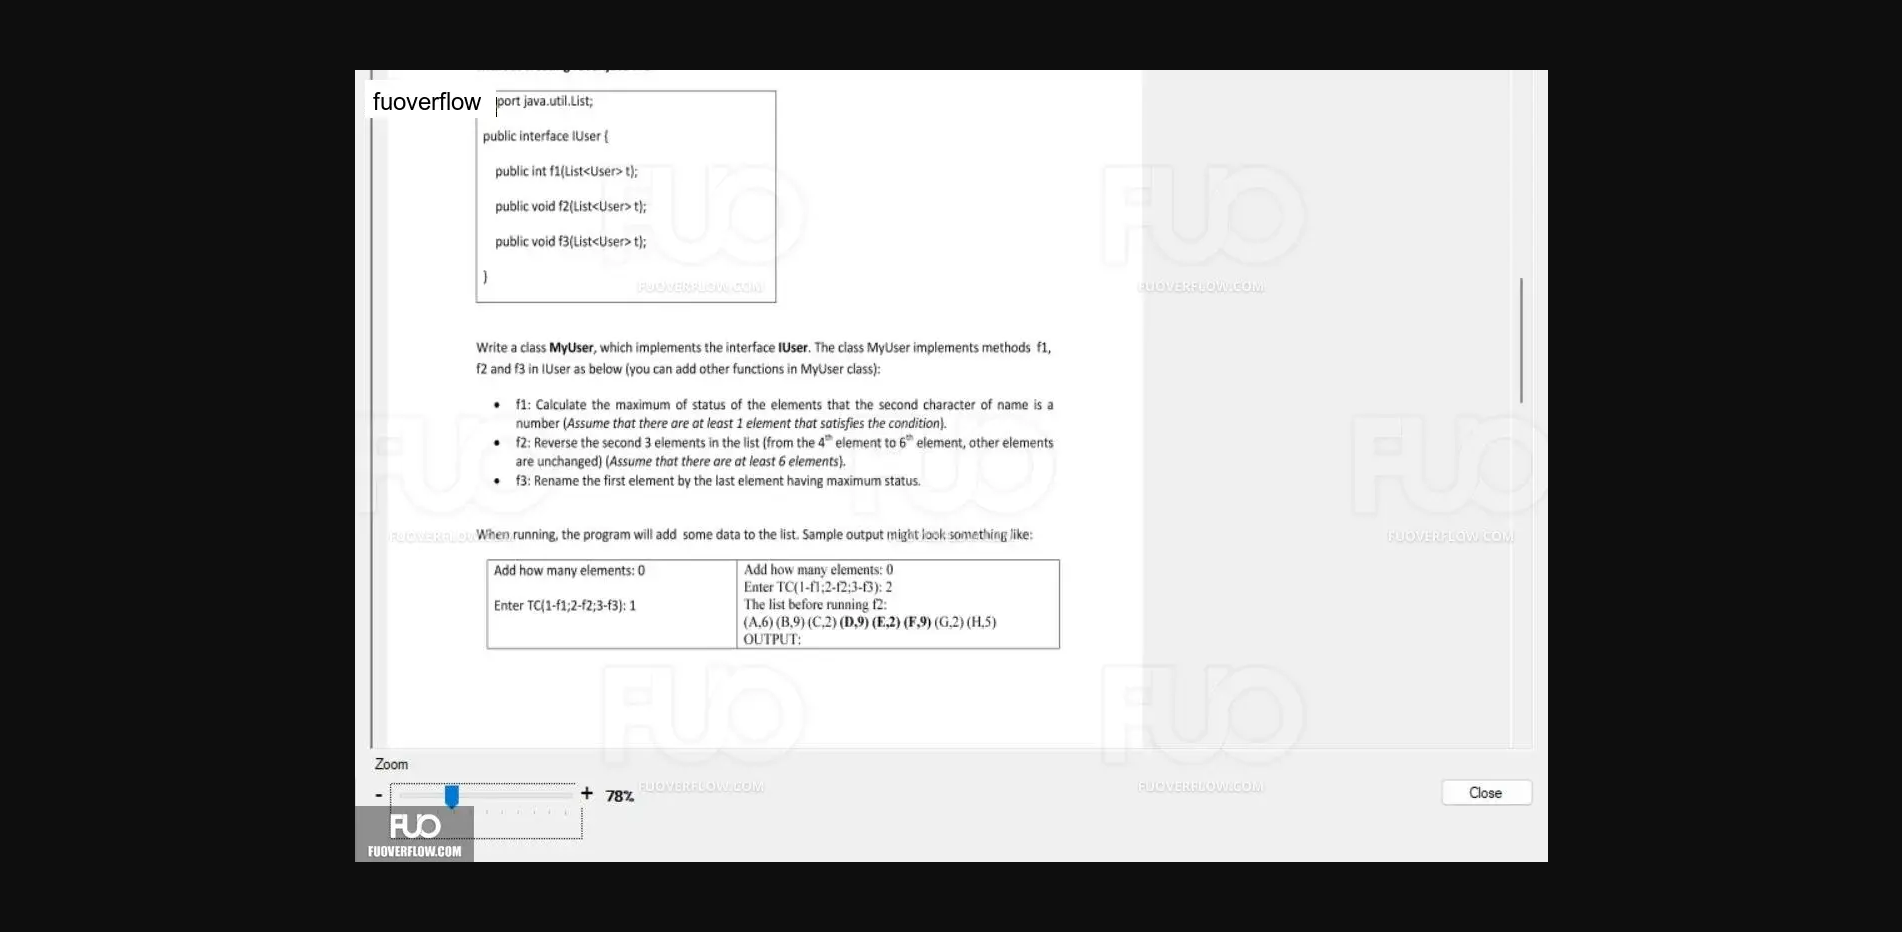 fuoverflow
port java.util.List;
public interface IUser {
public int f1(List<User> t);
public void f2(List<User> t);
public void f3(List<User> t);
}
Write a class MyUser, which implements the interface IUser. The class MyUser implements methods f1,
f2 and f3 in IUser as below (you can add other functions in MyUser class):
• f1: Calculate the maximum of status of the elements that the second character of name is a
number (Assume that there are at least 1 element that satisfies the condition).
• f2: Reverse the second 3 elements in the list (from the 4th element to 6th element, other elements
are unchanged) (Assume that there are at least 6 elements).
• f3: Rename the first element by the last element having maximum status.
When running, the program will add some data to the list. Sample output might look something like:
Add how many elements: 0
Enter TC(1-f1;2-f2;3-f3): 1
Add how many elements: 0
Enter TC(1-f1;2-f2;3-f3): 2
The list before running f2:
(A,6) (B,9) (C,2) (D,9) (E,2) (F,9) (G,2) (H,5)
OUTPUT:
FUO
FUOVERFLOW.COM
FUO
FUOVERFLOW.COM
FUO
FUOVERFLOW.COM
FUO
FUO
FUOVERFLOW.COM
FUO
FUOVERFLOW.COM
FUO
FUOVERFLOW.COM
Zoom
- + 78%
Close
FUO
FUOVERFLOW.COM